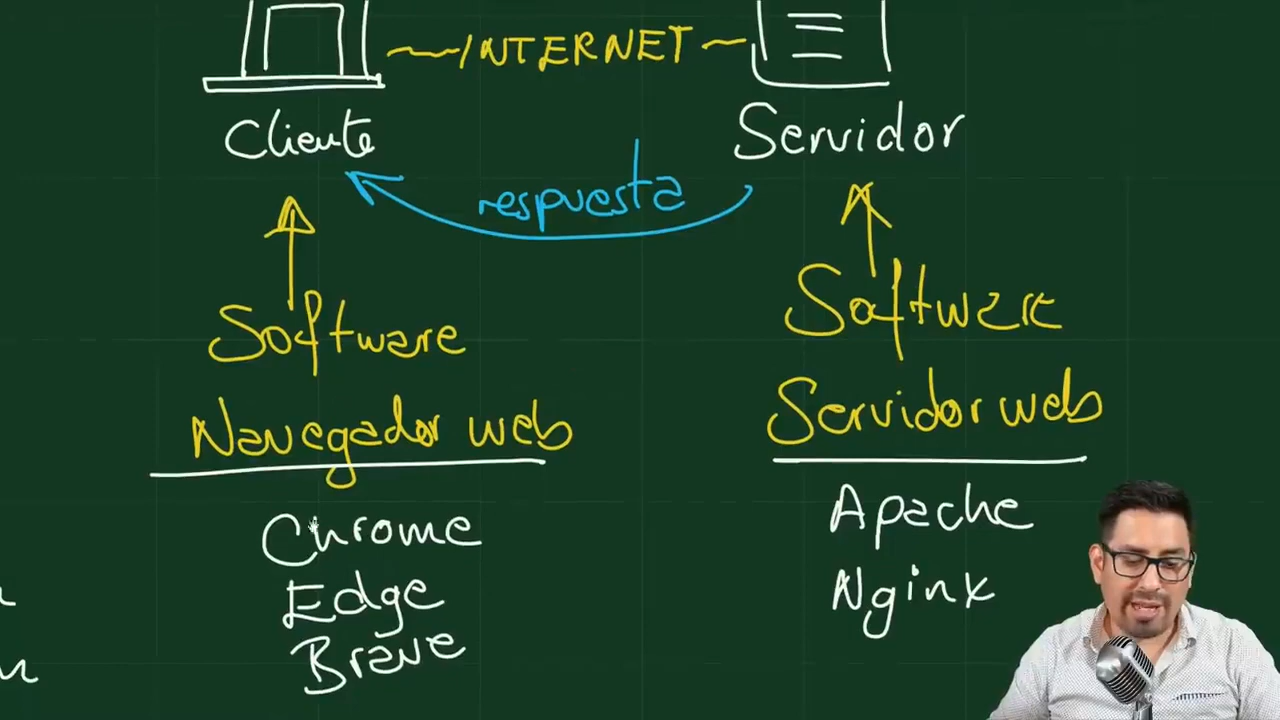 INTERNET
Cliente
Servidor
respuesta
Software
Software
Navegador web
Servidor web
Chrome
Apache
Edge
Nginx
Brave